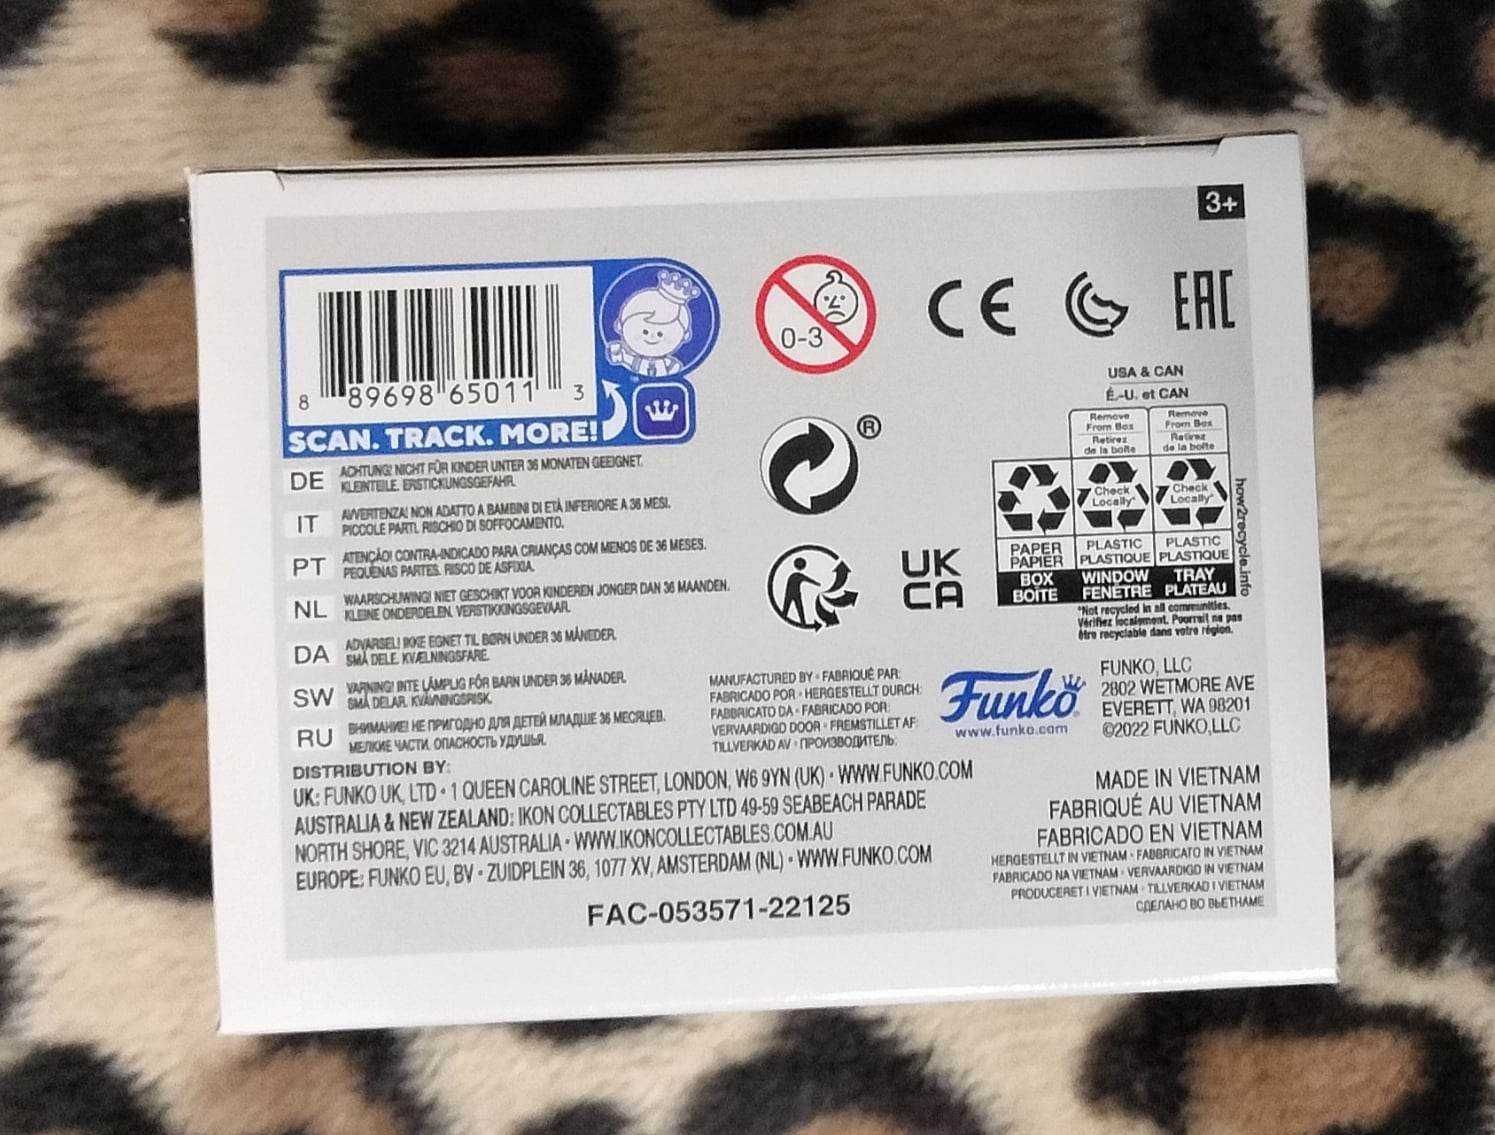 3+
8 89698 65011 3
SCAN. TRACK. MORE!
0-3
CE
EAC
®
UK
CA
USA & CAN
É.-U. et CAN
Remove
From Box
Retirez
de la boîte
Remove
From Box
Retirez
de la boîte
Check
Locally*
Check
Locally*
PAPER
PAPIER
PLASTIC
PLASTIQUE
PLASTIC
PLASTIQUE
BOX
BOÎTE
WINDOW
FENÊTRE
TRAY
PLATEAU
how2recycle.info
*Not recycled in all communities.
Vérifiez localement. Pourrait ne pas
être recyclable dans votre région.
DE ACHTUNG! NICHT FÜR KINDER UNTER 36 MONATEN GEEIGNET.
KLEINTEILE. ERSTICKUNGSGEFAHR.
IT AVVERTENZA! NON ADATTO A BAMBINI DI ETÀ INFERIORE A 36 MESI.
PICCOLE PARTI. RISCHIO DI SOFFOCAMENTO.
PT ATENÇÃO! CONTRA-INDICADO PARA CRIANÇAS COM MENOS DE 36 MESES.
PEQUENAS PARTES. RISCO DE ASFIXIA.
NL WAARSCHUWING! NIET GESCHIKT VOOR KINDEREN JONGER DAN 36 MAANDEN.
KLEINE ONDERDELEN. VERSTIKKINGSGEVAAR.
DA ADVARSEL! IKKE EGNET TIL BØRN UNDER 36 MÅNEDER.
SMÅ DELE. KVÆLNINGSFARE.
SW VARNING! INTE LÄMPLIG FÖR BARN UNDER 36 MÅNADER.
SMÅ DELAR. KVÄVNINGSRISK.
RU ВНИМАНИЕ! НЕ ПРИГОДНО ДЛЯ ДЕТЕЙ МЛАДШЕ 36 МЕСЯЦЕВ.
МЕЛКИЕ ЧАСТИ. ОПАСНОСТЬ УДУШЬЯ.
MANUFACTURED BY • FABRIQUÉ PAR:
FABRICADO POR • HERGESTELLT DURCH:
FABBRICATO DA • FABRICADO POR:
VERVAARDIGD DOOR • FREMSTILLET AF:
TILLVERKAD AV • ПРОИЗВОДИТЕЛЬ:
Funko
www.funko.com
FUNKO, LLC
2802 WETMORE AVE
EVERETT, WA 98201
©2022 FUNKO,LLC
DISTRIBUTION BY:
UK: FUNKO UK, LTD • 1 QUEEN CAROLINE STREET, LONDON, W6 9YN (UK) • WWW.FUNKO.COM
AUSTRALIA & NEW ZEALAND: IKON COLLECTABLES PTY LTD 49-59 SEABEACH PARADE
NORTH SHORE, VIC 3214 AUSTRALIA • WWW.IKONCOLLECTABLES.COM.AU
EUROPE: FUNKO EU, BV • ZUIDPLEIN 36, 1077 XV, AMSTERDAM (NL) • WWW.FUNKO.COM
MADE IN VIETNAM
FABRIQUÉ AU VIETNAM
FABRICADO EN VIETNAM
HERGESTELLT IN VIETNAM • FABBRICATO IN VIETNAM
FABRICADO NA VIETNAM • VERVAARDIGD IN VIETNAM
PRODUCERET I VIETNAM • TILLVERKAD I VIETNAM
СДЕЛАНО ВО ВЬЕТНАМЕ
FAC-053571-22125